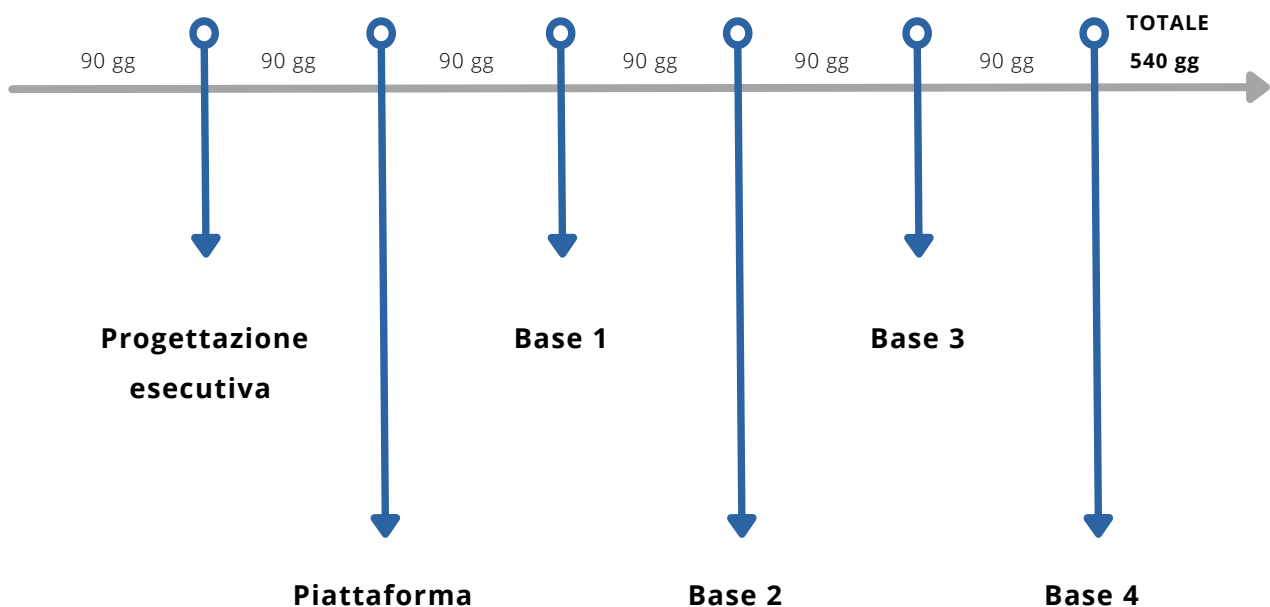 TOTALE
90 gg
90 gg
90 gg
90 gg
90 gg
90 gg
540 gg
Progettazione
esecutiva
Base 1
Base 3
Piattaforma
Base 2
Base 4